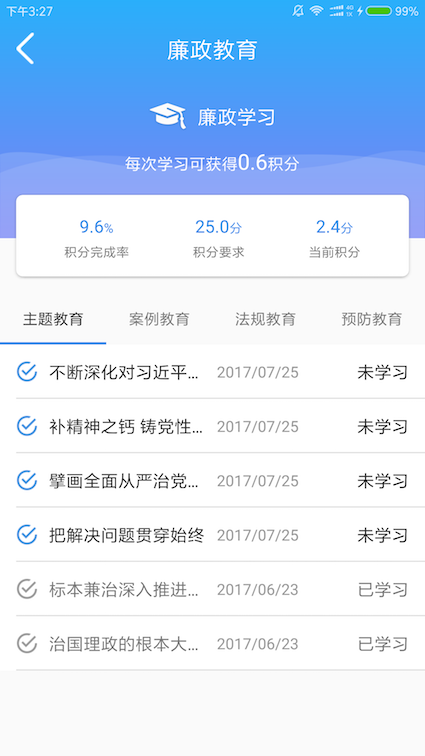 下午3:27
4G 1X 99%
廉政教育
廉政学习
每次学习可获得0.6积分
9.6% 25.0分 2.4分
积分完成率 积分要求 当前积分
主题教育 案例教育 法规教育 预防教育
不断深化对习近平... 2017/07/25 未学习
补精神之钙 铸党性... 2017/07/25 未学习
擘画全面从严治党... 2017/07/25 未学习
把解决问题贯穿始终 2017/07/25 未学习
标本兼治深入推进... 2017/06/23 已学习
治国理政的根本大... 2017/06/23 已学习